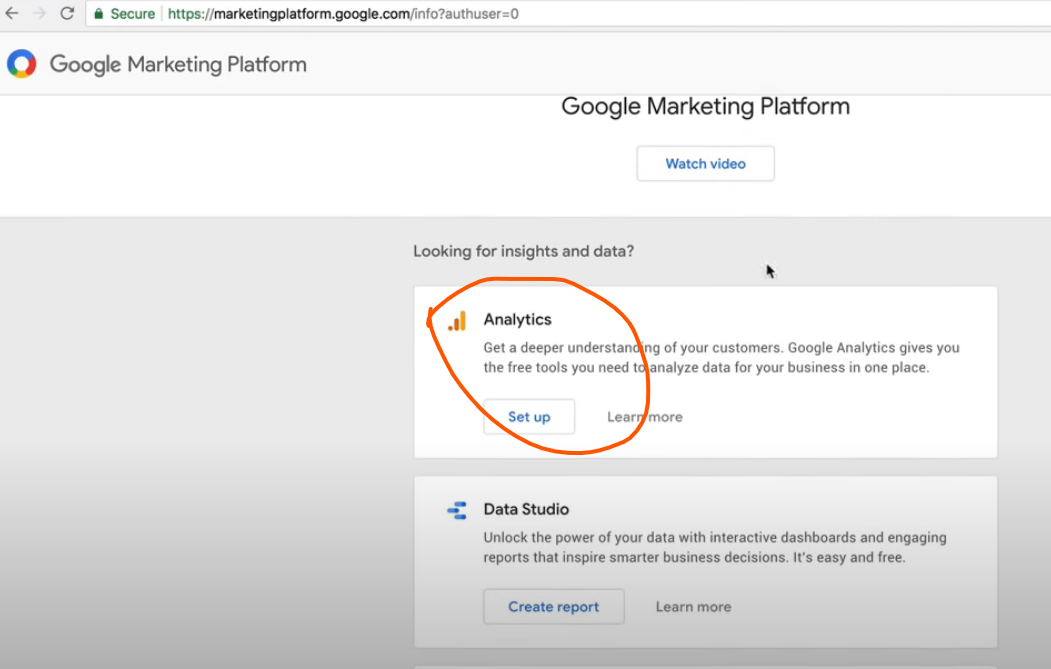 Secure https://marketingplatform.google.com/info?authuser=0
Google Marketing Platform
Google Marketing Platform
Watch video
Looking for insights and data?
Analytics
Get a deeper understanding of your customers. Google Analytics gives you
the free tools you need to analyze data for your business in one place.
Set up Learn more
Data Studio
Unlock the power of your data with interactive dashboards and engaging
reports that inspire smarter business decisions. It's easy and free.
Create report Learn more